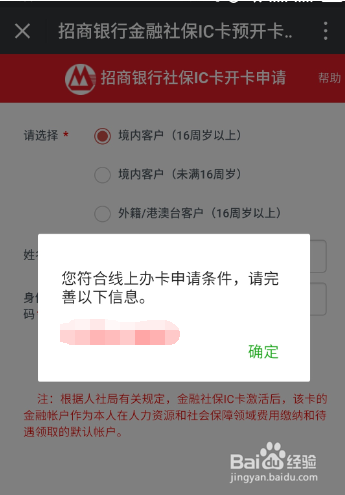 招商银行金融社保IC卡预开卡..
招商银行社保IC卡开卡申请 帮助
请选择 * 境内客户（16周岁以上）
境内客户（未满16周岁）
外籍/港澳台客户（16周岁以上）
姓
您符合线上办卡申请条件，请完
善以下信息。
身份
码
确定
注：根据人社局有关规定，金融社保IC卡激活后，该卡的
金融帐户作为本人在人力资源和社会保障领域费用缴纳和待
遇领取的默认帐户。
Baidu百度经验
jingyan.baidu.com